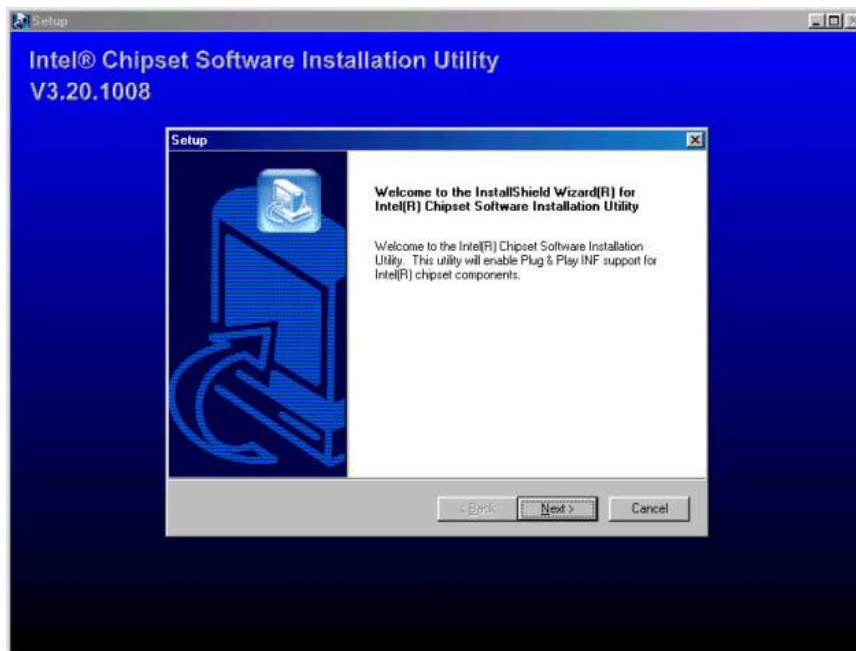 Setup
Intel® Chipset Software Installation Utility
V3.20.1008
Setup
Welcome to the InstallShield Wizard(R) for
Intel(R) Chipset Software Installation Utility
Welcome to the Intel(R) Chipset Software Installation
Utility. This utility will enable Plug & Play INF support for
Intel(R) chipset components.
< Back
Next >
Cancel